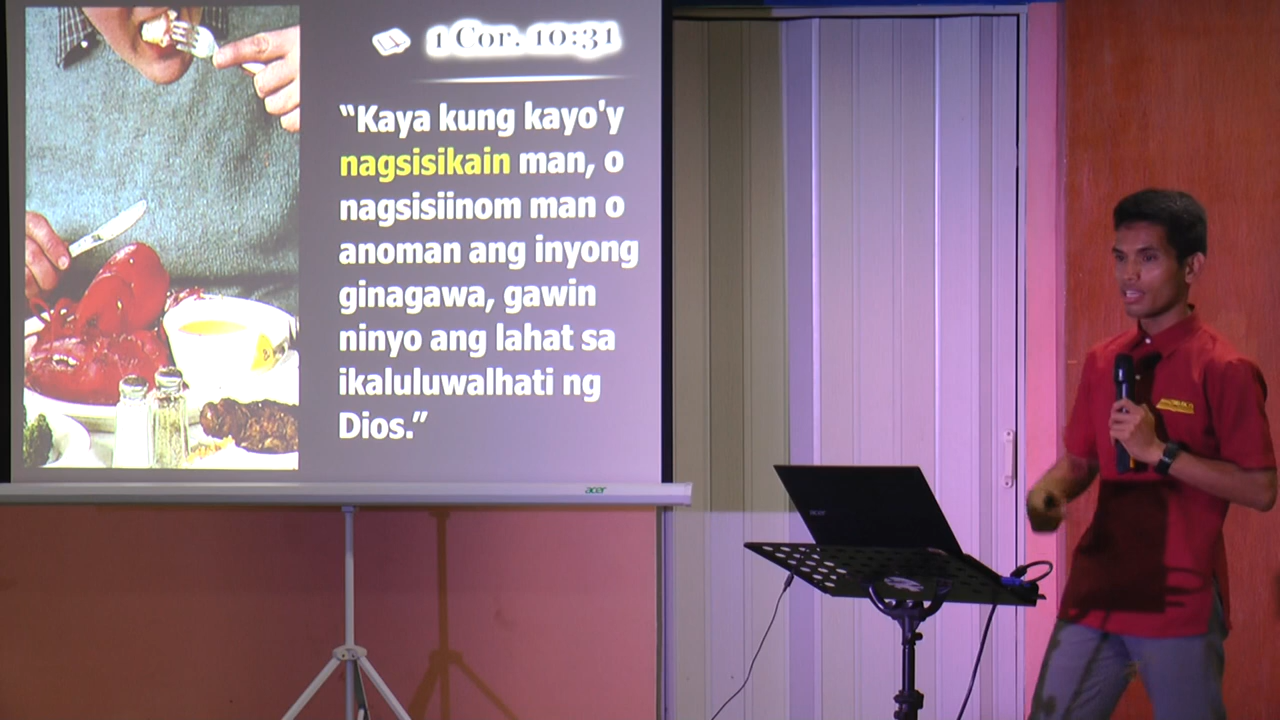 1 Cor. 10:31
“Kaya kung kayo'y
nagsisikain man, o
nagsisiinom man o
anoman ang inyong
ginagawa, gawin
ninyo ang lahat sa
ikaluluwalhati ng
Dios.”
acer
acer